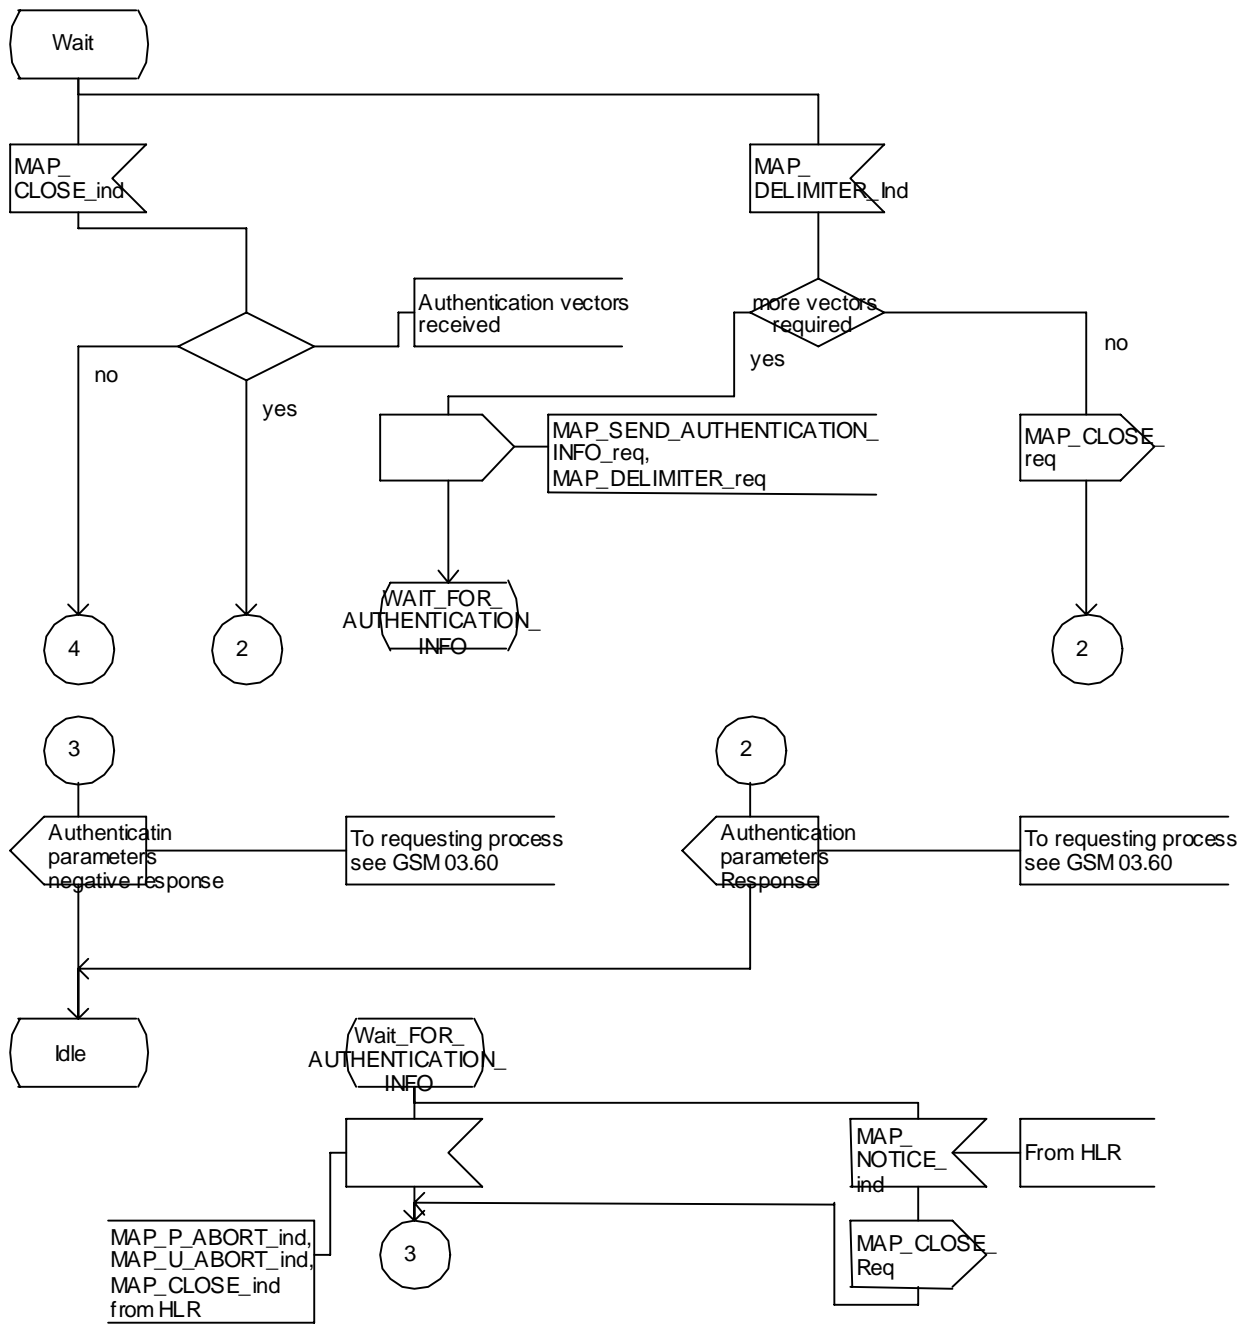 Wait
MAP_
CLOSE_ind
MAP_
DELIMITER_Ind
Authentication vectors
received
more vectors
required
no
yes
yes
no
MAP_SEND_AUTHENTICATION_
INFO_req,
MAP_DELIMITER_req
MAP_CLOSE_
req
WAIT_FOR_
AUTHENTICATION_
INFO
4
2
2
3
2
Authenticatin
parameters
negative response
To requesting process
see GSM 03.60
Authentication
parameters
Response
To requesting process
see GSM 03.60
Idle
Wait_FOR_
AUTHENTICATION_
INFO
MAP_
NOTICE_
ind
From HLR
MAP_P_ABORT_ind,
MAP_U_ABORT_ind,
MAP_CLOSE_ind
from HLR
3
MAP_CLOSE_
Req